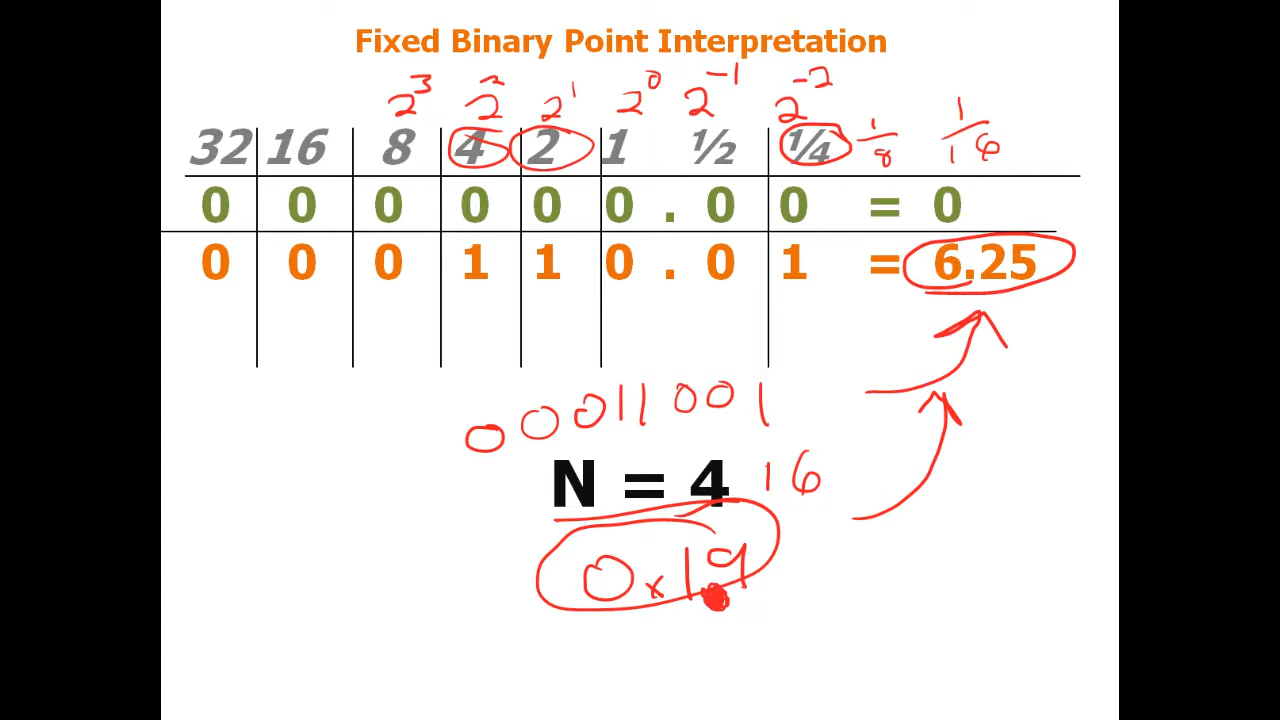 Fixed Binary Point Interpretation
2³ 2² 2¹ 2⁰ 2⁻¹ 2⁻²
32 16 8 4 2 1 ½ ¼ 1/8 1/16
0 0 0 0 0 0 . 0 0 = 0
0 0 0 1 1 0 . 0 1 = 6.25
00011001
N = 4 16
0x19